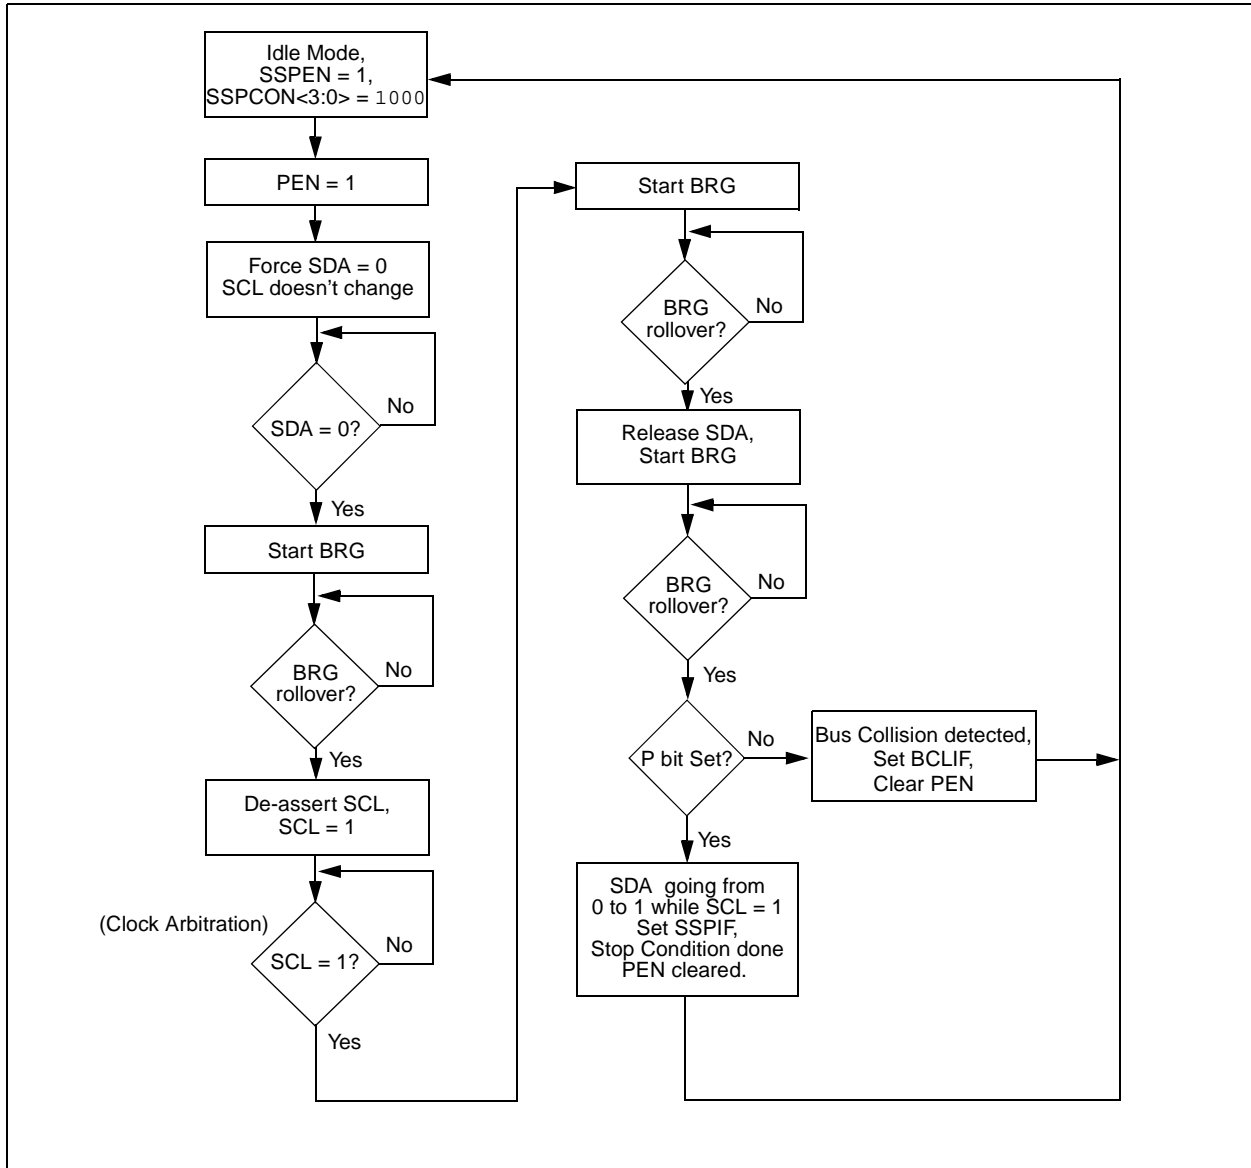 Idle Mode,
SSPEN = 1,
SSPCON<3:0> = 1000
PEN = 1
Force SDA = 0
SCL doesn't change
No
SDA = 0?
Yes
Start BRG
BRG
rollover?
No
Yes
De-assert SCL,
SCL = 1
(Clock Arbitration)
No
SCL = 1?
Yes
Start BRG
BRG
rollover?
No
Yes
Release SDA,
Start BRG
BRG
rollover?
No
Yes
P bit Set?
No
Bus Collision detected,
Set BCLIF,
Clear PEN
Yes
SDA going from
0 to 1 while SCL = 1
Set SSPIF,
Stop Condition done
PEN cleared.